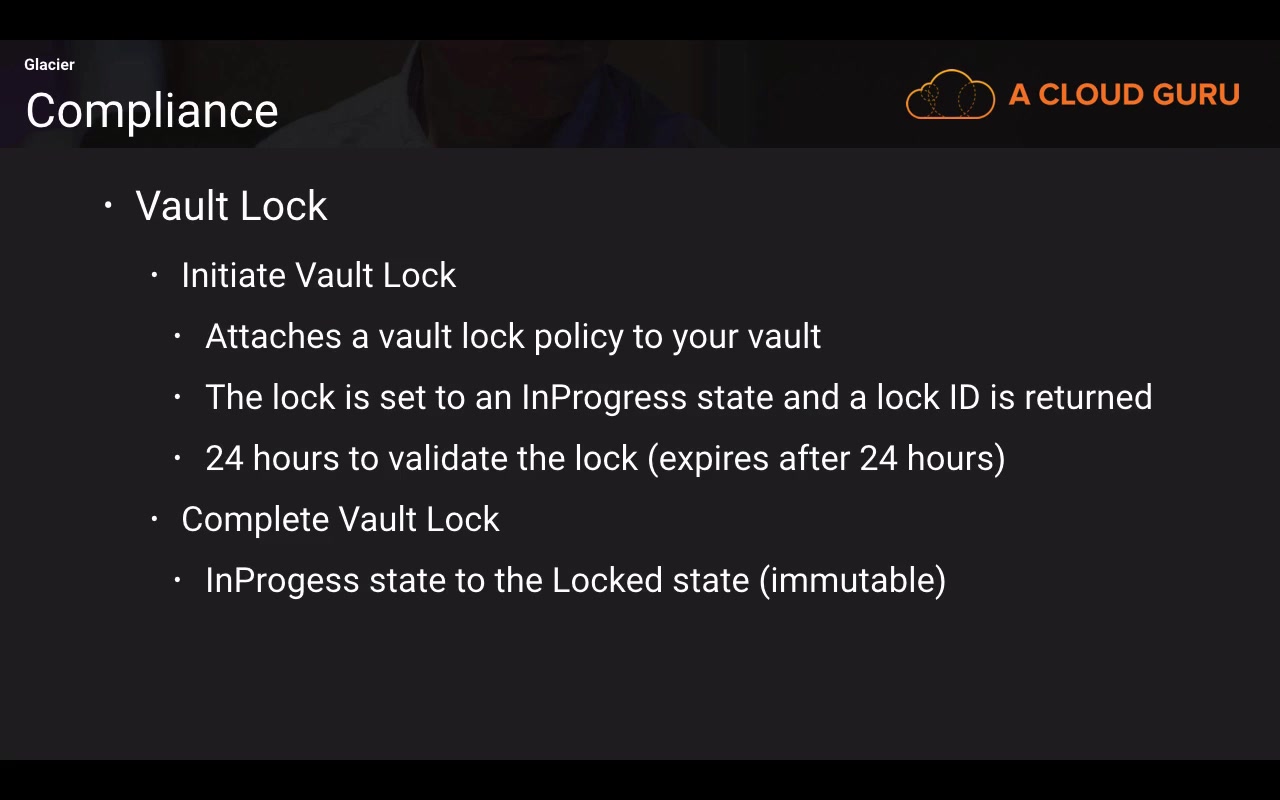 Glacier
Compliance
A CLOUD GURU
• Vault Lock
• Initiate Vault Lock
• Attaches a vault lock policy to your vault
• The lock is set to an InProgress state and a lock ID is returned
• 24 hours to validate the lock (expires after 24 hours)
• Complete Vault Lock
• InProgess state to the Locked state (immutable)